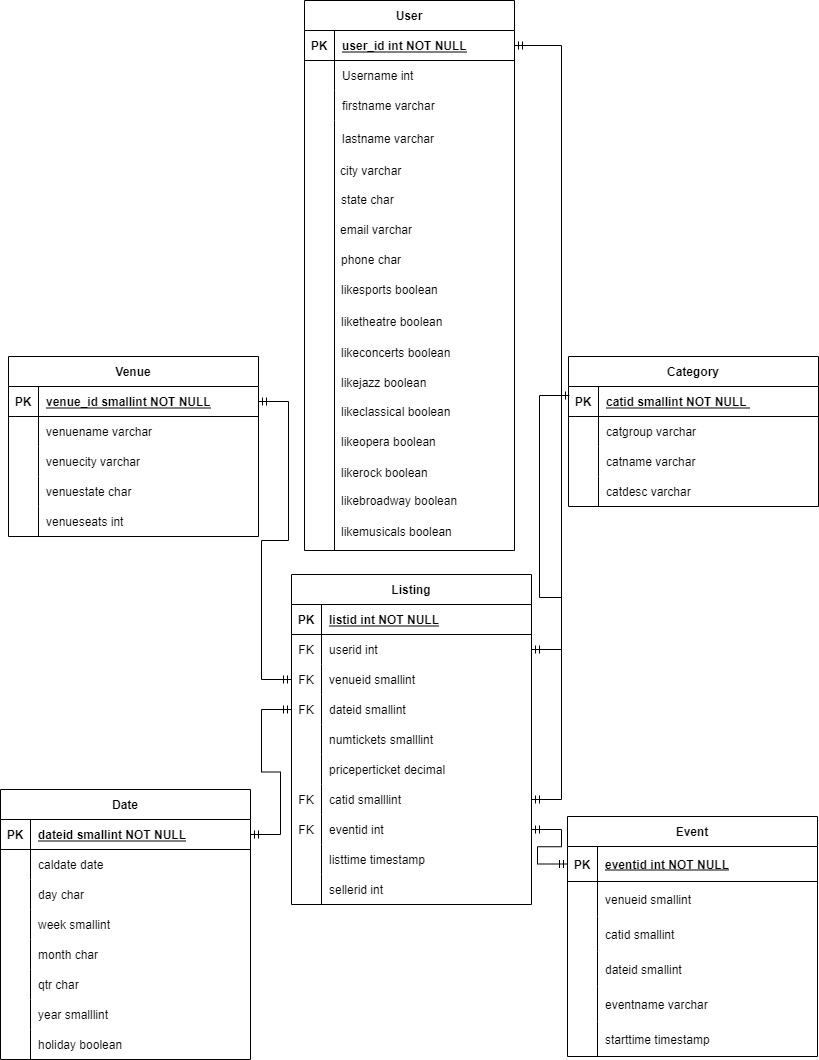 User
PK user_id int NOT NULL
Username int
firstname varchar
lastname varchar
city varchar
state char
email varchar
phone char
likesports boolean
liketheatre boolean
likeconcerts boolean
likejazz boolean
likeclassical boolean
likeopera boolean
likerock boolean
likebroadway boolean
likemusicals boolean
Venue
PK venue_id smallint NOT NULL
venuename varchar
venuecity varchar
venuestate char
venueseats int
Category
PK catid smallint NOT NULL
catgroup varchar
catname varchar
catdesc varchar
Listing
PK listid int NOT NULL
FK userid int
FK venueid smallint
FK dateid smallint
numtickets smalllint
priceperticket decimal
FK catid smalllint
FK eventid int
listtime timestamp
sellerid int
Date
PK dateid smallint NOT NULL
caldate date
day char
week smallint
month char
qtr char
year smalllint
holiday boolean
Event
PK eventid int NOT NULL
venueid smallint
catid smallint
dateid smallint
eventname varchar
starttime timestamp